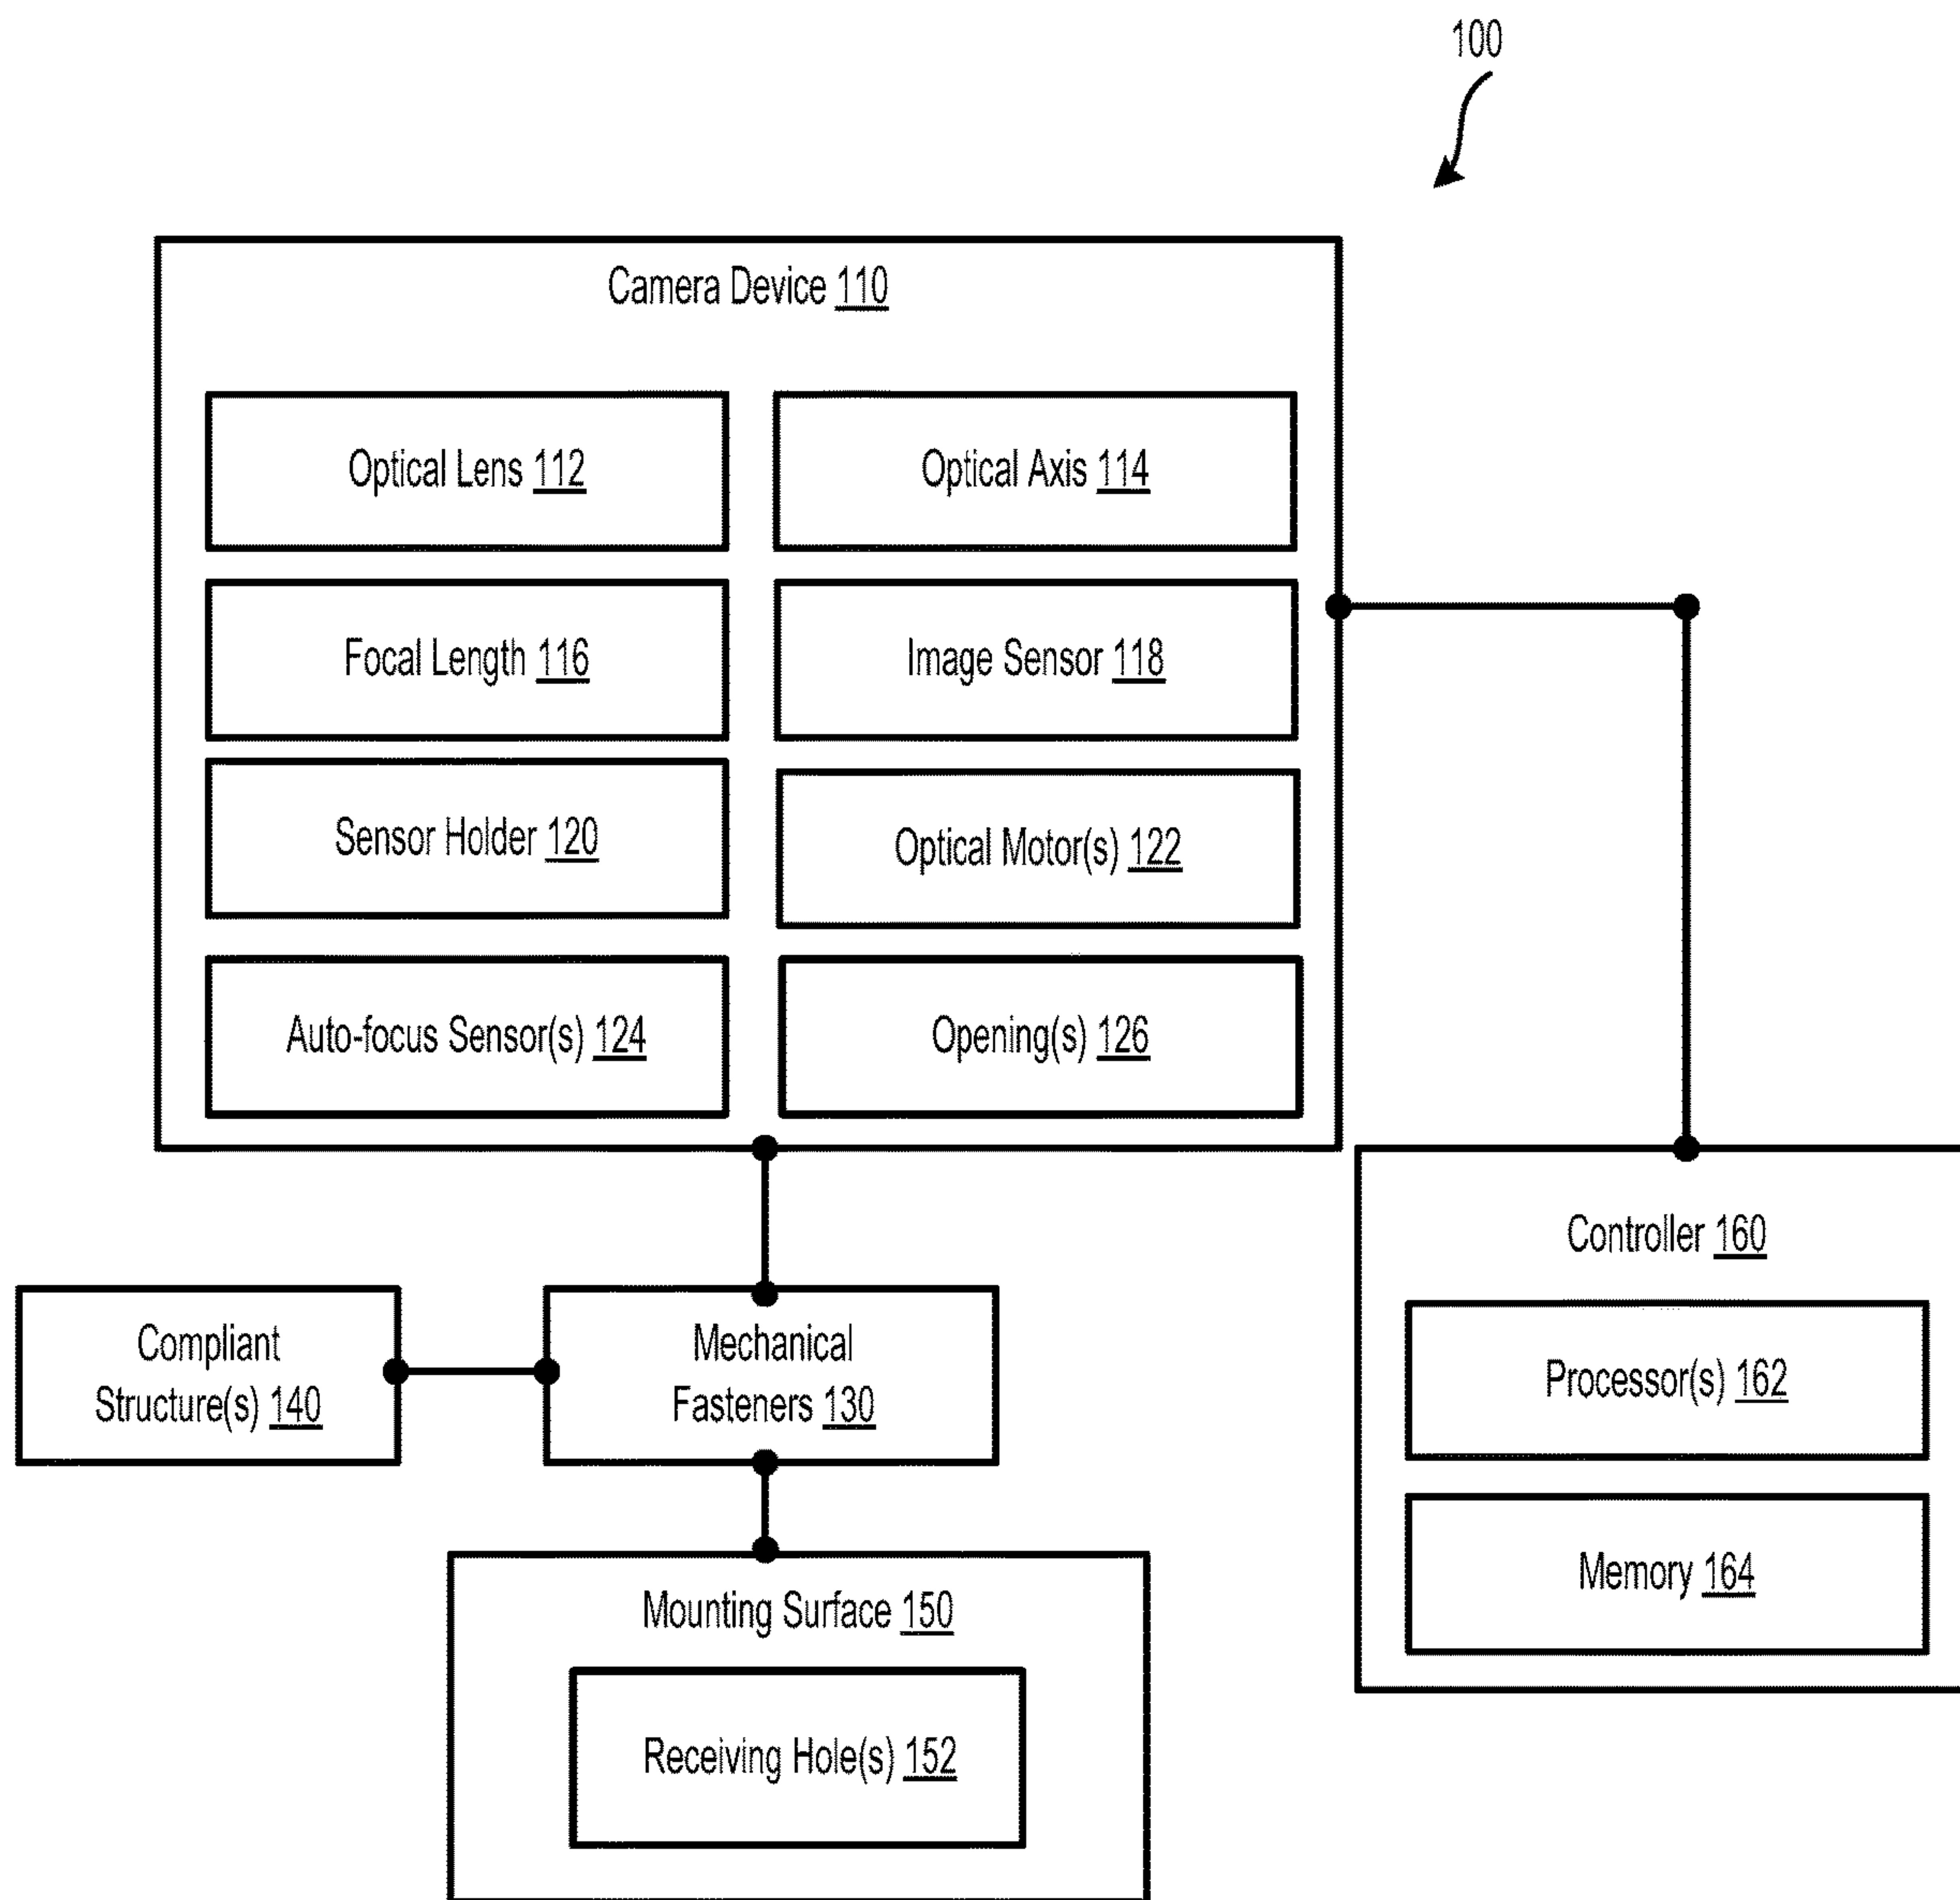 100
Camera Device 110
Optical Lens 112
Optical Axis 114
Focal Length 116
Image Sensor 118
Sensor Holder 120
Optical Motor(s) 122
Auto-focus Sensor(s) 124
Opening(s) 126
Controller 160
Processor(s) 162
Memory 164
Compliant
Structure(s) 140
Mechanical
Fasteners 130
Mounting Surface 150
Receiving Hole(s) 152